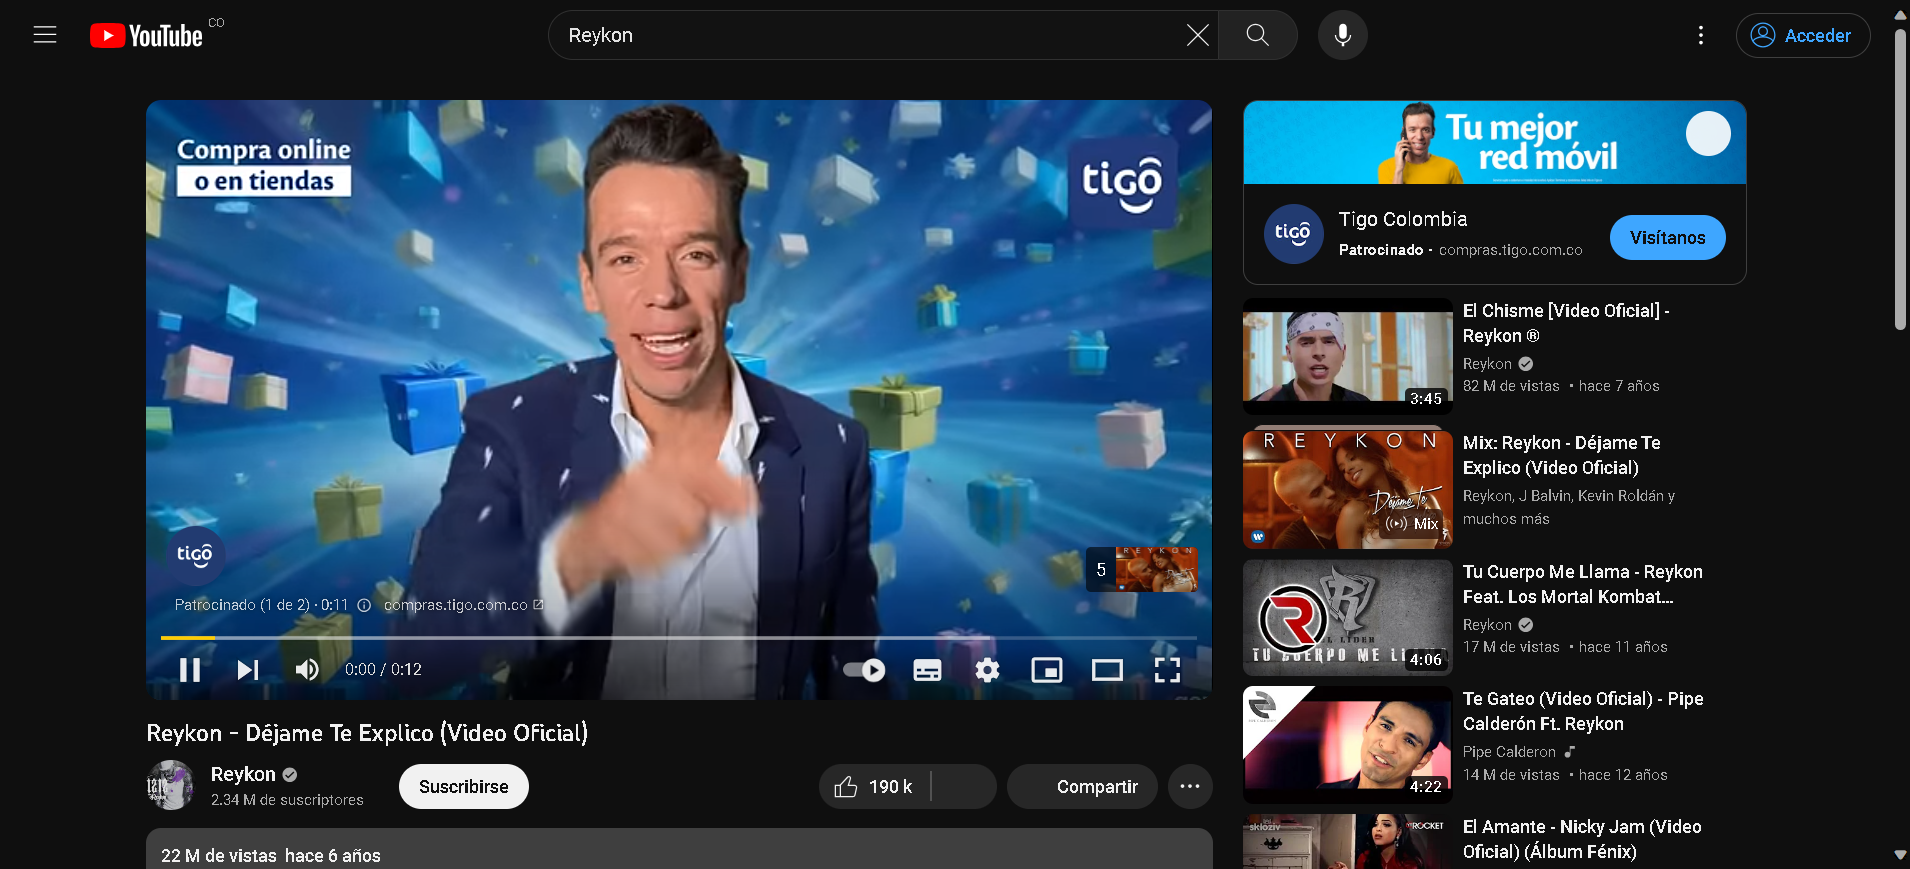 YouTube CO
Reykon
Acceder
Compra online
o en tiendas
tigo
tigo
5
REYKON
Patrocinado (1 de 2) · 0:11 compras.tigo.com.co
0:00 / 0:12
Reykon - Déjame Te Explico (Video Oficial)
Reykon
2.34 M de suscriptores
Suscribirse
190 k
Compartir
22 M de vistas hace 6 años
Tu mejor
red móvil
tigo
Tigo Colombia
Patrocinado · compras.tigo.com.co
Visítanos
3:45
El Chisme [Video Oficial] -
Reykon ®
Reykon
82 M de vistas • hace 7 años
REYKON
Déjame Te
Mix
Mix: Reykon - Déjame Te
Explico (Video Oficial)
Reykon, J Balvin, Kevin Roldán y
muchos más
4:06
Tu Cuerpo Me Llama - Reykon
Feat. Los Mortal Kombat...
Reykon
17 M de vistas • hace 11 años
4:22
Te Gateo (Video Oficial) - Pipe
Calderón Ft. Reykon
Pipe Calderon
14 M de vistas • hace 12 años
skloziv
ROCKET
El Amante - Nicky Jam (Video
Oficial) (Álbum Fénix)